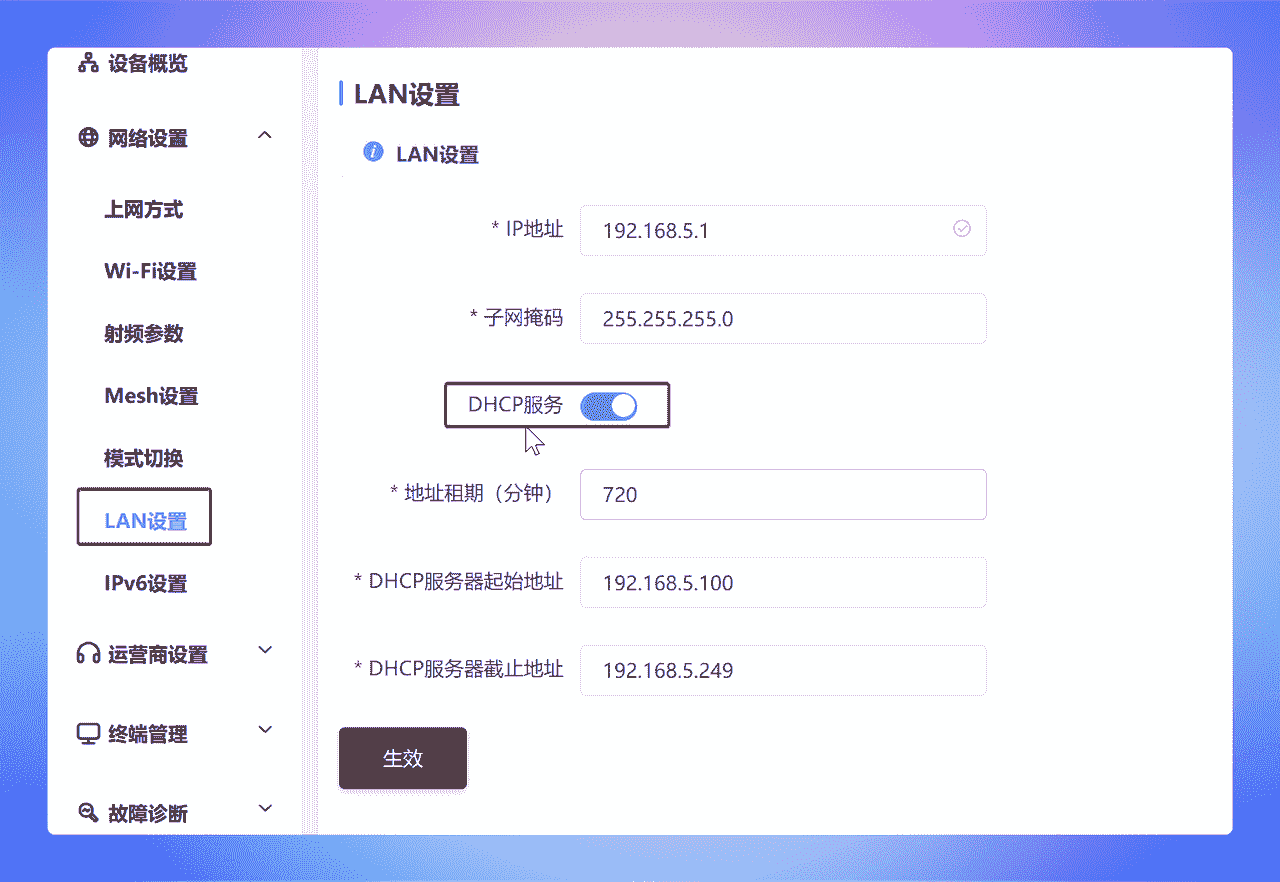 设备概览
网络设置
上网方式
Wi-Fi设置
射频参数
Mesh设置
模式切换
LAN设置
IPv6设置
运营商设置
终端管理
故障诊断
LAN设置
LAN设置
* IP地址 192.168.5.1
* 子网掩码 255.255.255.0
DHCP服务
* 地址租期（分钟） 720
* DHCP服务器起始地址 192.168.5.100
* DHCP服务器截止地址 192.168.5.249
生效